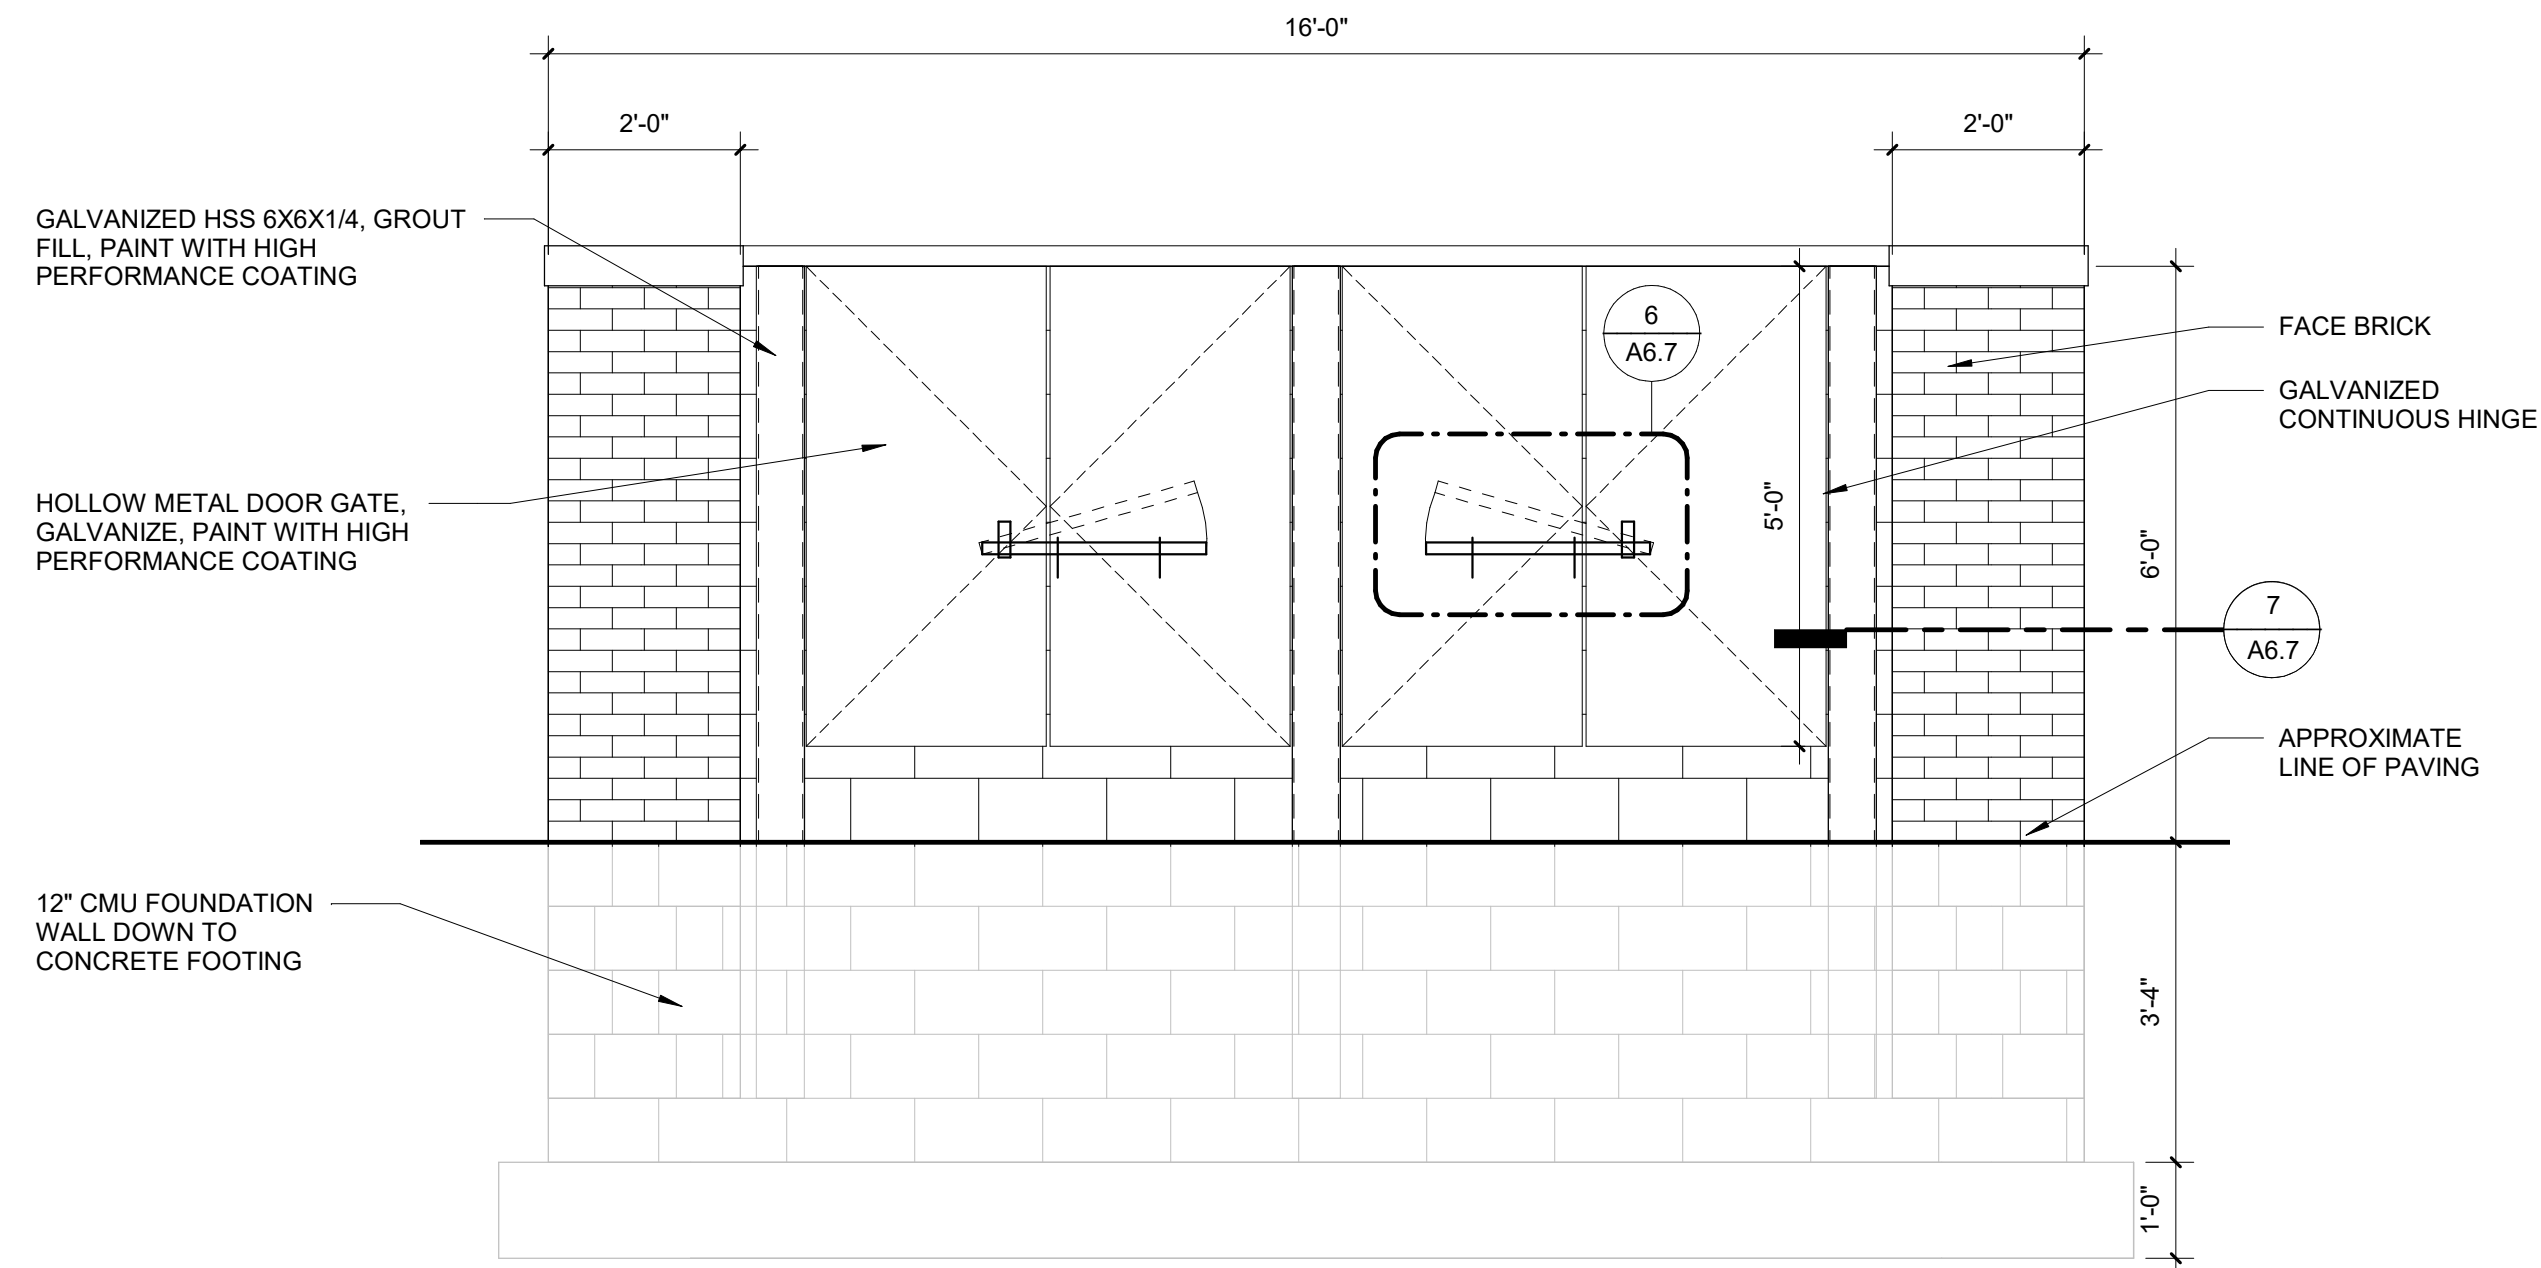 16'-0"
2'-0"
2'-0"
GALVANIZED HSS 6X6X1/4, GROUT
FILL, PAINT WITH HIGH
PERFORMANCE COATING
6
A6.7
FACE BRICK
GALVANIZED
CONTINUOUS HINGE
HOLLOW METAL DOOR GATE,
GALVANIZE, PAINT WITH HIGH
PERFORMANCE COATING
5'-0"
6'-0"
7
A6.7
APPROXIMATE
LINE OF PAVING
12" CMU FOUNDATION
WALL DOWN TO
CONCRETE FOOTING
3'-4"
1'-0"